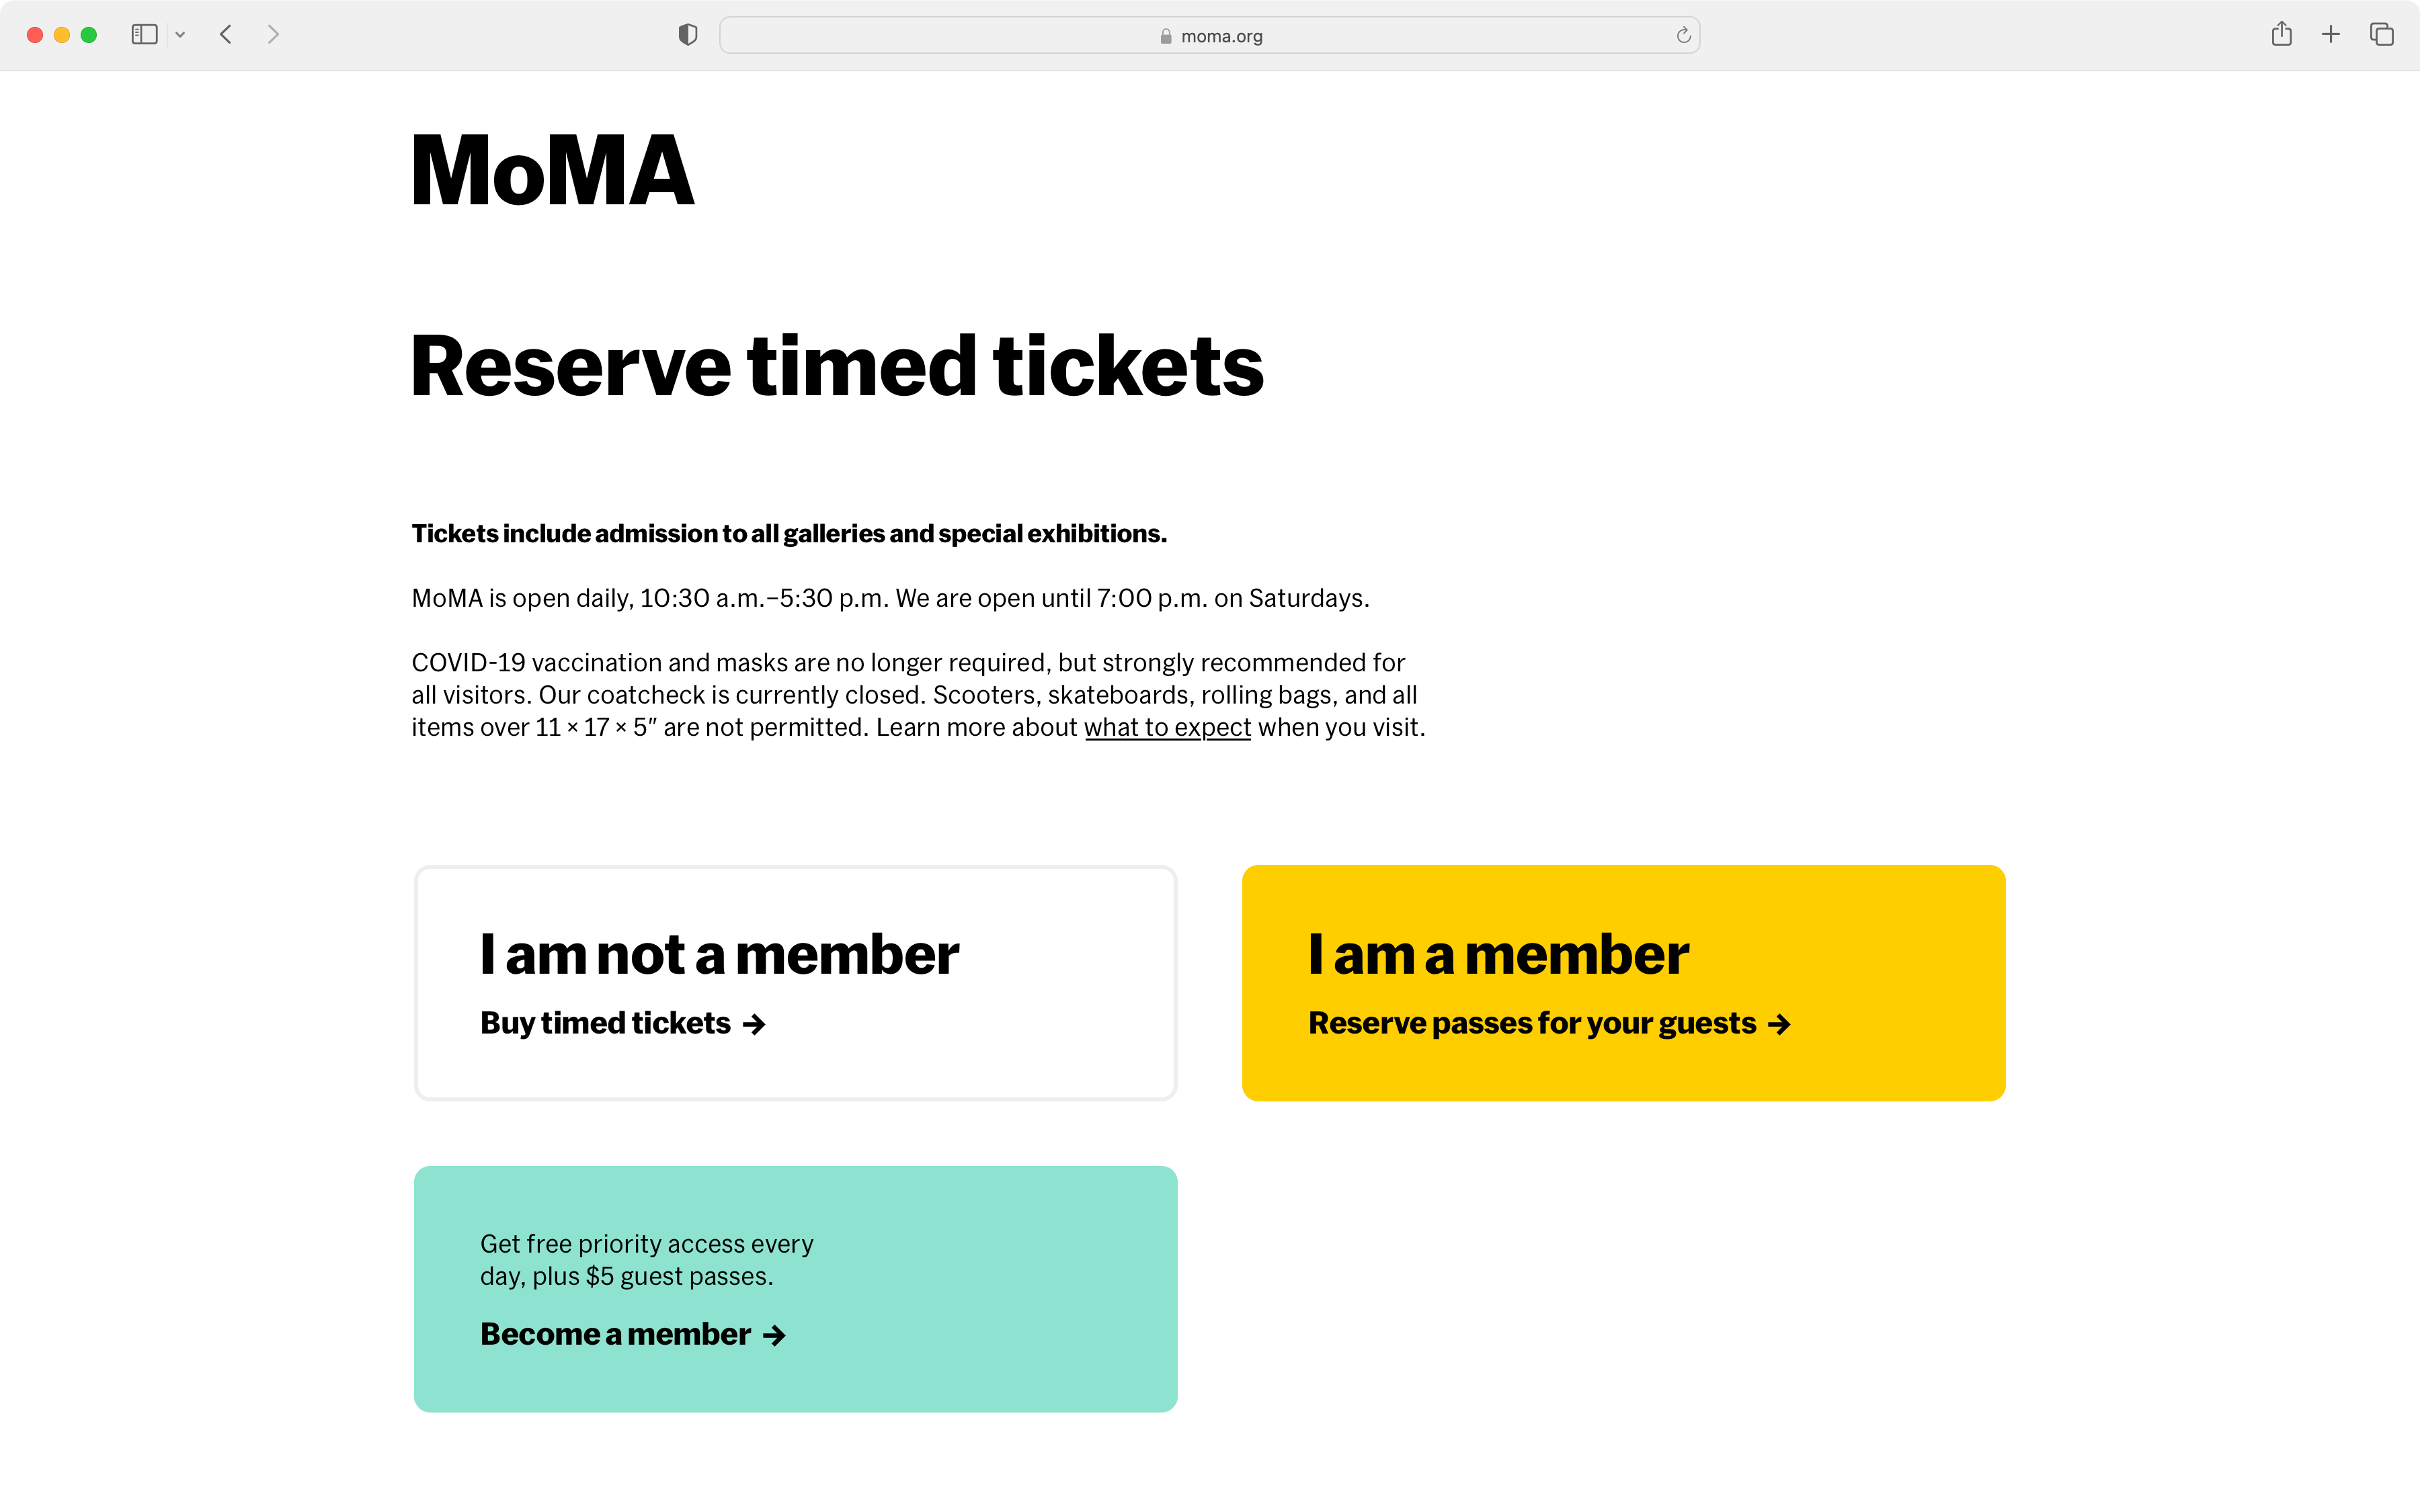 moma.org
MoMA
Reserve timed tickets
Tickets include admission to all galleries and special exhibitions.
MoMA is open daily, 10:30 a.m.–5:30 p.m. We are open until 7:00 p.m. on Saturdays.
COVID-19 vaccination and masks are no longer required, but strongly recommended for
all visitors. Our coatcheck is currently closed. Scooters, skateboards, rolling bags, and all
items over 11 × 17 × 5″ are not permitted. Learn more about what to expect when you visit.
I am not a member
Buy timed tickets →
I am a member
Reserve passes for your guests →
Get free priority access every
day, plus $5 guest passes.
Become a member →